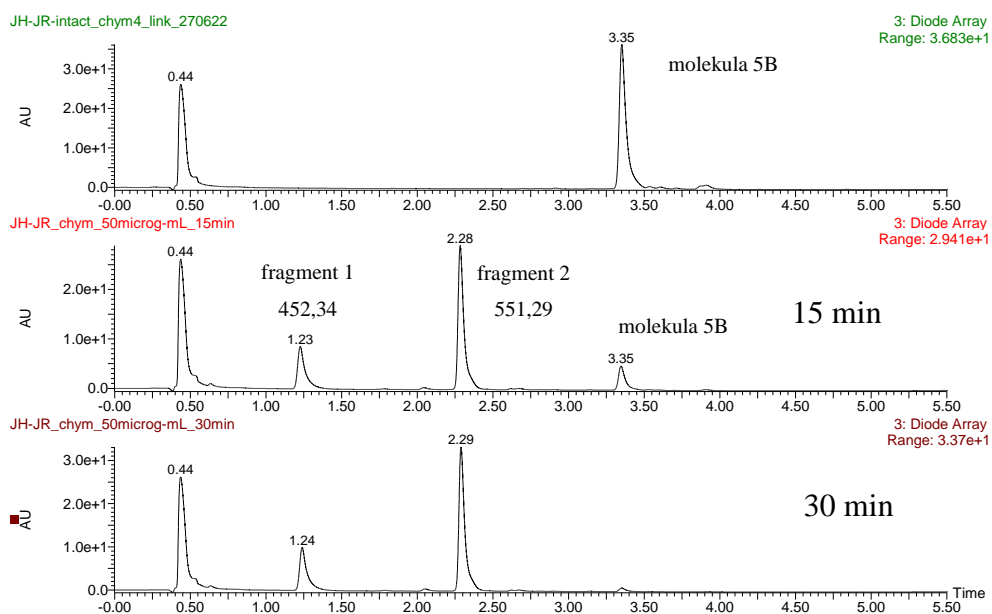 JH-JR-intact_chym4_link_270622
3: Diode Array
Range: 3.683e+1
3.35
0.44
molekula 5B
3.0e+1
2.0e+1
1.0e+1
0.0
AU
-0.00 0.50 1.00 1.50 2.00 2.50 3.00 3.50 4.00 4.50 5.00 5.50
JH-JR_chym_50microg-mL_15min
3: Diode Array
Range: 2.941e+1
2.28
0.44
fragment 1
452,34
fragment 2
551,29
15 min
molekula 5B
1.23
3.35
2.0e+1
1.0e+1
0.0
AU
-0.00 0.50 1.00 1.50 2.00 2.50 3.00 3.50 4.00 4.50 5.00 5.50
JH-JR_chym_50microg-mL_30min
3: Diode Array
Range: 3.37e+1
2.29
0.44
30 min
1.24
3.0e+1
2.0e+1
1.0e+1
0.0
AU
Time
-0.00 0.50 1.00 1.50 2.00 2.50 3.00 3.50 4.00 4.50 5.00 5.50